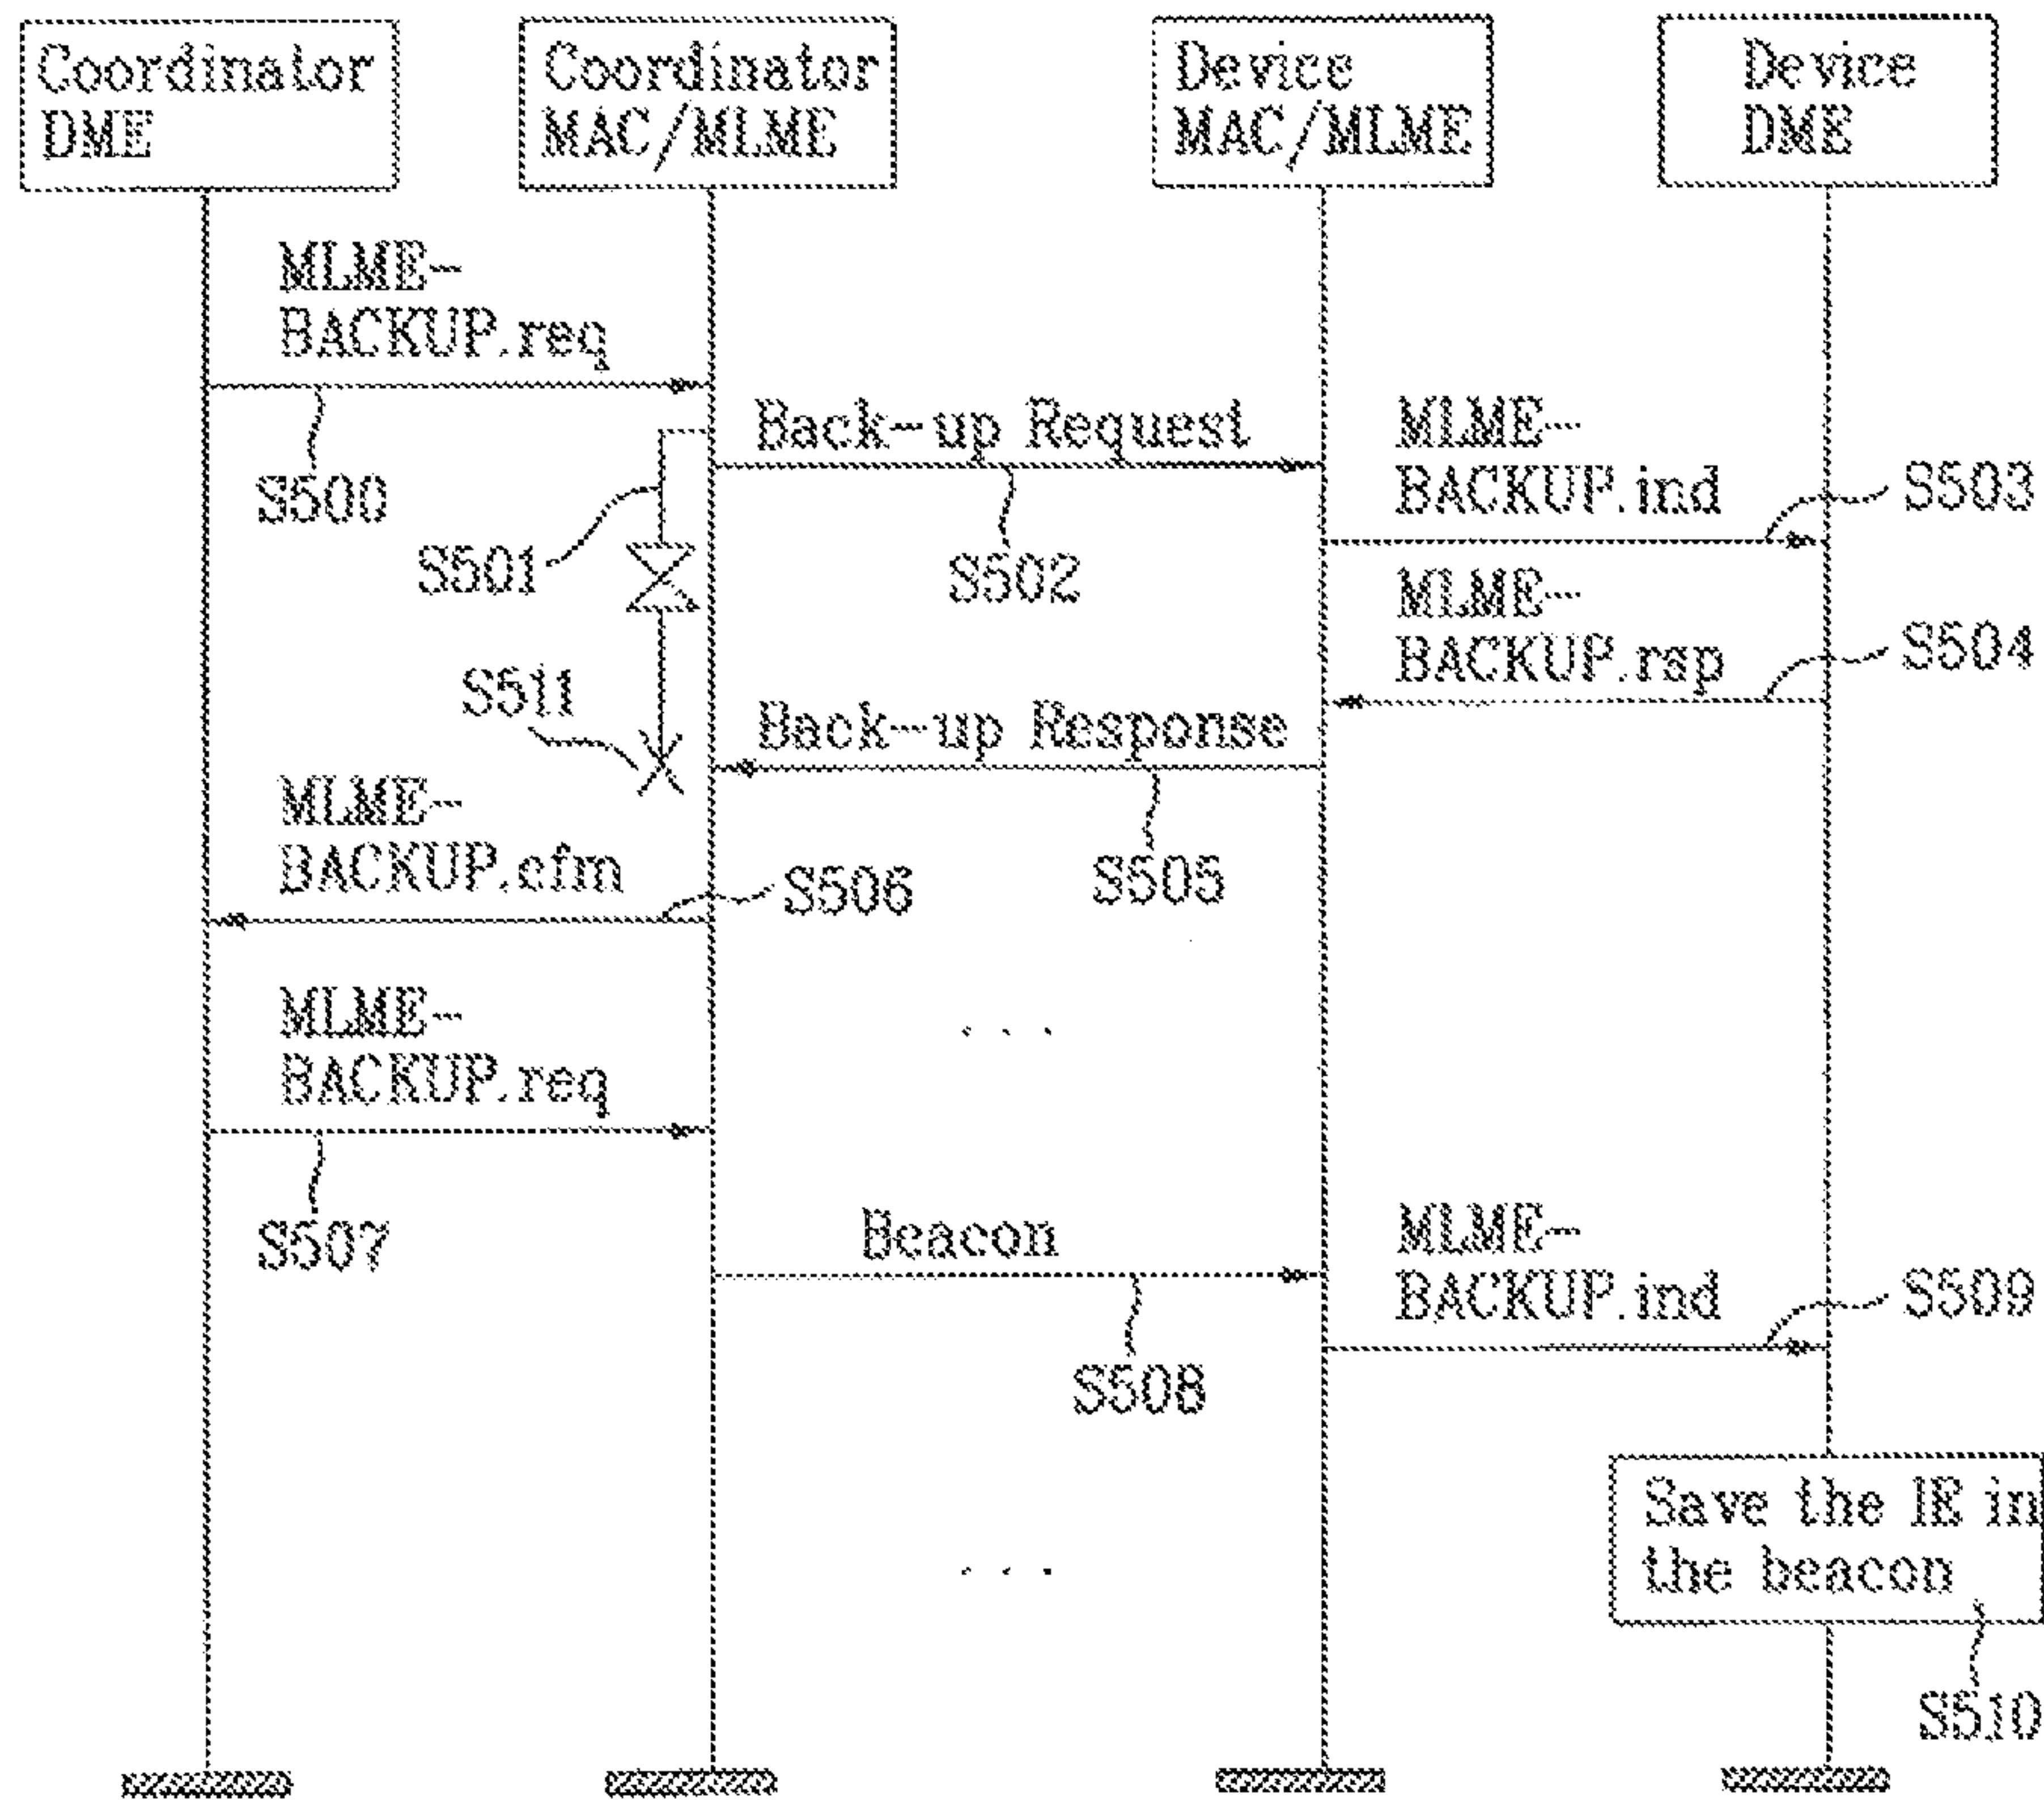 Coordinator
DME
Coordinator
MAC/MLME
Device
MAC/MLME
Device
DME
MLME-
BACKUP.req
S500
Back-up Request
S501
S502
MLME-
BACKUP.ind
S503
MLME-
BACKUP.rsp
S504
S511
Back-up Response
S505
MLME-
BACKUP.cfm
S506
. . .
MLME-
BACKUP.req
S507
Beacon
S508
MLME-
BACKUP.ind
S509
. . .
Save the IE in
the beacon
S510